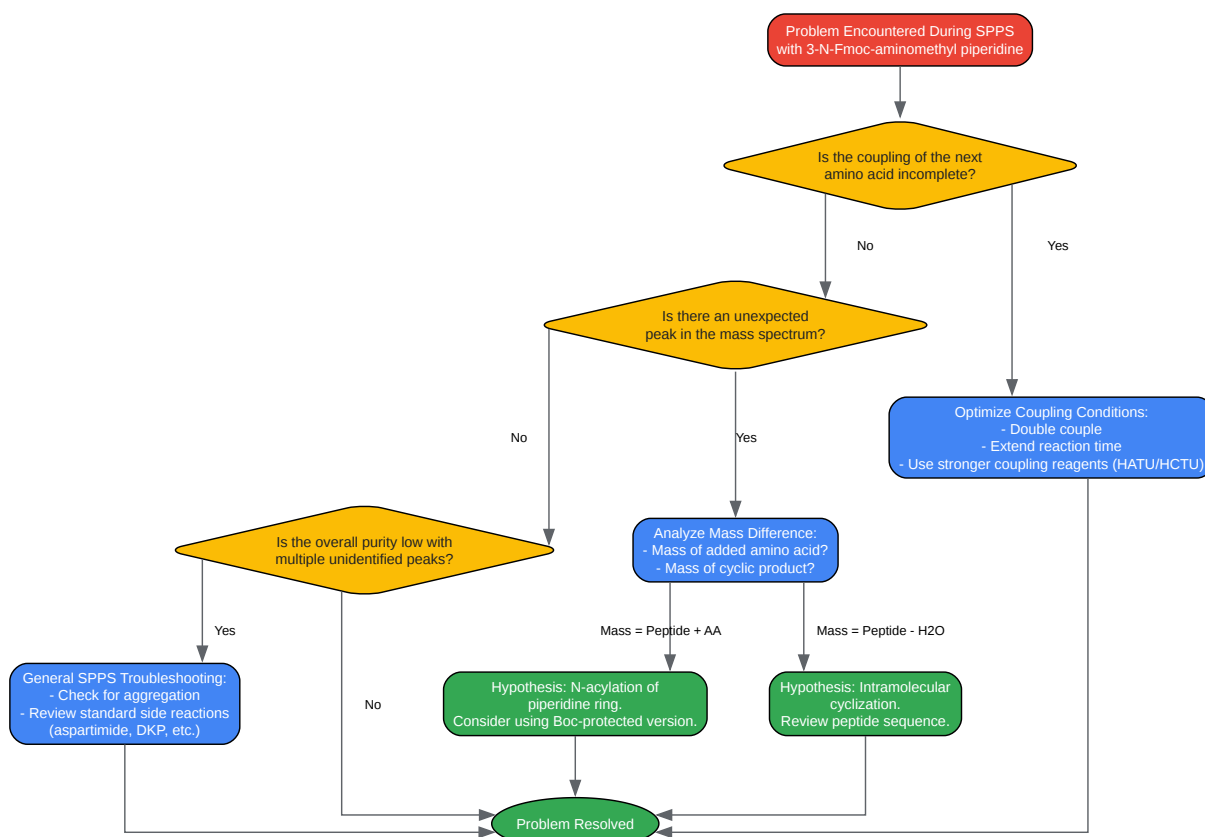 Problem Encountered During SPPS
with 3-N-Fmoc-aminomethyl piperidine
Is the coupling of the next
amino acid incomplete?
No
Yes
Is there an unexpected
peak in the mass spectrum?
Optimize Coupling Conditions:
- Double couple
- Extend reaction time
- Use stronger coupling reagents (HATU/HCTU)
No
Yes
Is the overall purity low with
multiple unidentified peaks?
Analyze Mass Difference:
- Mass of added amino acid?
- Mass of cyclic product?
Yes
Mass = Peptide + AA
Mass = Peptide - H2O
General SPPS Troubleshooting:
- Check for aggregation
- Review standard side reactions
(aspartimide, DKP, etc.)
No
Hypothesis: N-acylation of
piperidine ring.
Consider using Boc-protected version.
Hypothesis: Intramolecular
cyclization.
Review peptide sequence.
Problem Resolved